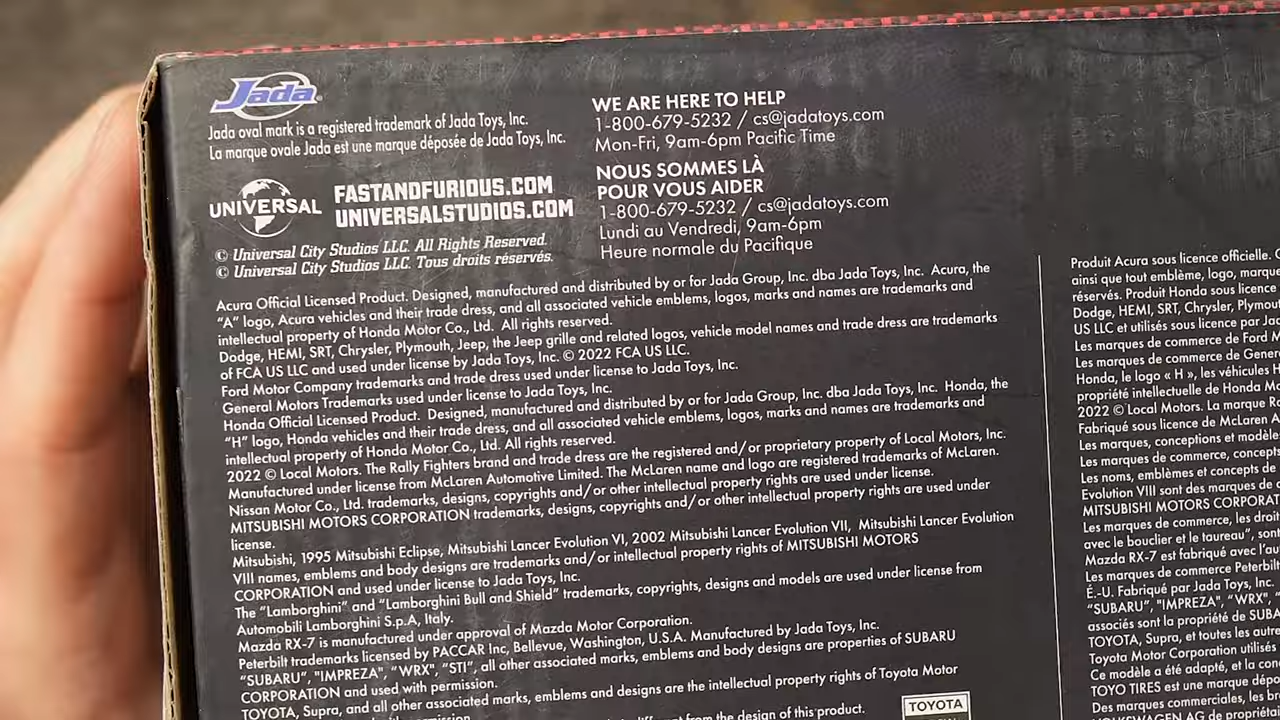 Jada®
Jada oval mark is a registered trademark of Jada Toys, Inc.
La marque ovale Jada est une marque déposée de Jada Toys, Inc.
UNIVERSAL
FASTANDFURIOUS.COM
UNIVERSALSTUDIOS.COM
© Universal City Studios LLC. All Rights Reserved.
© Universal City Studios LLC. Tous droits réservés.
WE ARE HERE TO HELP
1-800-679-5232 / cs@jadatoys.com
Mon-Fri, 9am-6pm Pacific Time
NOUS SOMMES LÀ
POUR VOUS AIDER
1-800-679-5232 / cs@jadatoys.com
Lundi au Vendredi, 9am-6pm
Heure normale du Pacifique
Acura Official Licensed Product. Designed, manufactured and distributed by or for Jada Group, Inc. dba Jada Toys, Inc. Acura, the
“A” logo, Acura vehicles and their trade dress, and all associated vehicle emblems, logos, marks and names are trademarks and
intellectual property of Honda Motor Co., Ltd. All rights reserved.
Dodge, HEMI, SRT, Chrysler, Plymouth, Jeep, the Jeep grille and related logos, vehicle model names and trade dress are trademarks
of FCA US LLC and used under license by Jada Toys, Inc. © 2022 FCA US LLC.
Ford Motor Company trademarks and trade dress used under license to Jada Toys, Inc.
General Motors Trademarks used under license to Jada Toys, Inc.
Honda Official Licensed Product. Designed, manufactured and distributed by or for Jada Group, Inc. dba Jada Toys, Inc. Honda, the
“H” logo, Honda vehicles and their trade dress, and all associated vehicle emblems, logos, marks and names are trademarks and
intellectual property of Honda Motor Co., Ltd. All rights reserved.
2022 © Local Motors. The Rally Fighters brand and trade dress are the registered and/or proprietary property of Local Motors, Inc.
Manufactured under license from McLaren Automotive Limited. The McLaren name and logo are registered trademarks of McLaren.
Nissan Motor Co., Ltd. trademarks, designs, copyrights and/or other intellectual property rights are used under license.
MITSUBISHI MOTORS CORPORATION trademarks, designs, copyrights and/or other intellectual property rights are used under
license.
Mitsubishi, 1995 Mitsubishi Eclipse, Mitsubishi Lancer Evolution VI, 2002 Mitsubishi Lancer Evolution VII, Mitsubishi Lancer Evolution
VIII names, emblems and body designs are trademarks and/or intellectual property rights of MITSUBISHI MOTORS
CORPORATION and used under license to Jada Toys, Inc.
The “Lamborghini” and “Lamborghini Bull and Shield” trademarks, copyrights, designs and models are used under license from
Automobili Lamborghini S.p.A, Italy.
Mazda RX-7 is manufactured under approval of Mazda Motor Corporation.
Peterbilt trademarks licensed by PACCAR Inc, Bellevue, Washington, U.S.A. Manufactured by Jada Toys, Inc.
“SUBARU”, "IMPREZA", “WRX”, “STI”, all other associated marks, emblems and body designs are properties of SUBARU
CORPORATION and used with permission.
TOYOTA, Supra, and all other associated marks, emblems and designs are the intellectual property rights of Toyota Motor
from the design of this product.
TOYOTA
Produit Acura sous licence officielle.
ainsi que tout emblème, logo, marque
réservés. Produit Honda sous licence
Dodge, HEMI, SRT, Chrysler, Plymou
US LLC et utilisés sous licence par Ja
Les marques de commerce de Ford M
Les marques de commerce de Gener
Honda, le logo « H », les véhicules H
propriété intellectuelle de Honda Mo
2022 © Local Motors. La marque Ra
Fabriqué sous licence de McLaren A
Les marques, conceptions et modèle
Les marques de commerce, concepts
Les noms, emblèmes et concepts de
Evolution VIII sont des marques de c
MITSUBISHI MOTORS CORPORAT
Les marques de commerce, les droit
avec le bouclier et le taureau”, sont
Mazda RX-7 est fabriqué avec l’au
Les marques de commerce Peterbilt
É.-U. Fabriqué par Jada Toys, Inc.
“SUBARU”, "IMPREZA", “WRX”,
associés sont la propriété de SUBA
TOYOTA, Supra, et toutes les autre
Toyota Motor Corporation utilisés
Ce modèle a été adapté, et la con
TOYO TIRES est une marque dépo
Des marques commerciales, les br
VOLKSWAGEN AG de propriéta